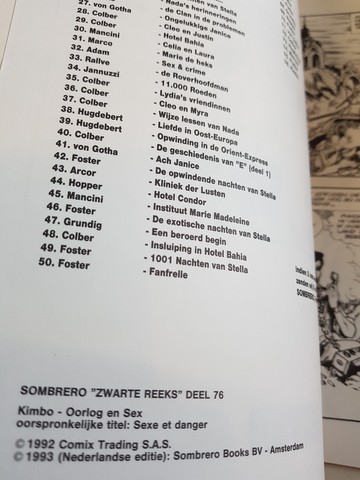 van Stella
- Nada's herinneringen
- de Clan in de problemen
27. von Gotha - Ongelukkige Janice
28. Colber - Cleo en Justin
29. Colber - Hotel Bahia
30. Mancini - Celia en Laura
31. Marco - Marie de heks
32. Adam - Sex & crime
33. Rallve - de Roverhoofdman
34. Jannuzzi - 11.000 Roeden
35. Colber - Lydia's vriendinnen
36. Colber - Cleo en Myra
37. Colber - Wijze lessen van Nada
38. Hugdebert - Liefde in Oost-Europa
39. Hugdebert - Opwinding in de Orient-Express
40. Colber - De geschiedenis van "E" (deel 1)
41. von Gotha - Ach Janice
42. Foster - De opwindende nachten van Stella
43. Arcor - Kliniek der Lusten
44. Hopper - Hotel Condor
45. Mancini - Instituut Marie Madeleine
46. Foster - De exotische nachten van Stella
47. Grundig - Een beroerd begin
48. Colber - Insluiping in Hotel Bahia
49. Foster - 1001 Nachten van Stella
50. Foster - Fanfrelle
Indien
zenden
SOMBRERO
SOMBRERO "ZWARTE REEKS" DEEL 76
Kimbo - Oorlog en Sex
oorspronkelijke titel: Sexe et danger
©1992 Comix Trading S.A.S.
©1993 (Nederlandse editie): Sombrero Books BV - Amsterdam